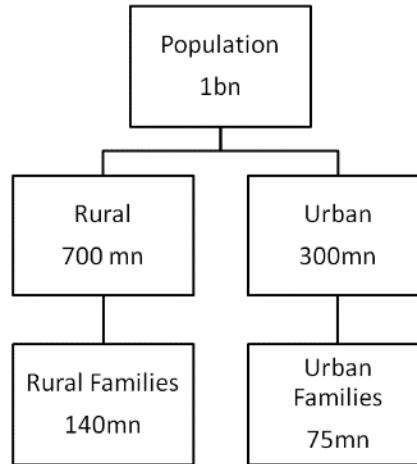 Population
1bn
Rural
700 mn
Urban
300mn
Rural Families
140mn
Urban
Families
75mn